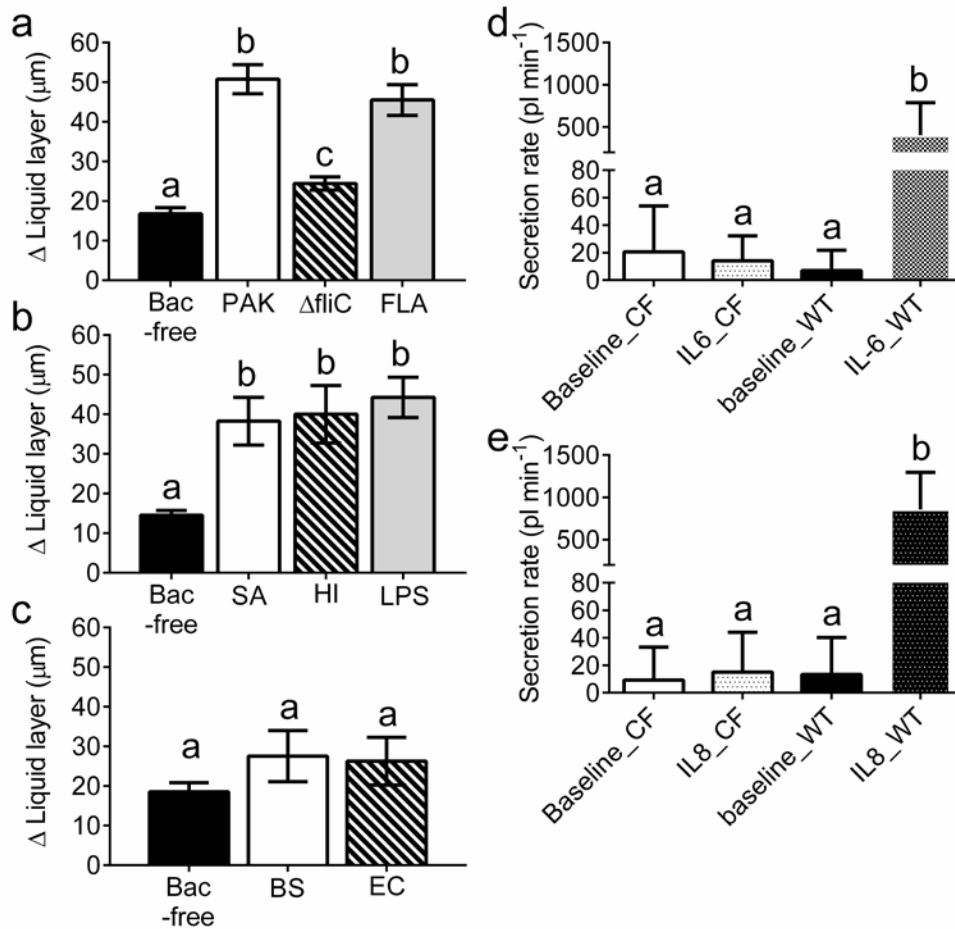 a
Δ Liquid layer (μm)
60
50
40
30
20
10
0
a
b
c
b
Bac
-free
PAK
ΔfliC
FLA
b
Δ Liquid layer (μm)
60
50
40
30
20
10
0
a
b
b
b
Bac
-free
SA
HI
LPS
c
Δ Liquid layer (μm)
60
50
40
30
20
10
0
a
a
a
Bac
-free
BS
EC
d
Secretion rate (pl min⁻¹)
1500
1000
500
80
60
40
20
0
a
a
a
b
Baseline_CF
IL6_CF
baseline_WT
IL-6_WT
e
Secretion rate (pl min⁻¹)
1500
1000
500
80
60
40
20
0
a
a
a
b
Baseline_CF
IL8_CF
baseline_WT
IL8_WT